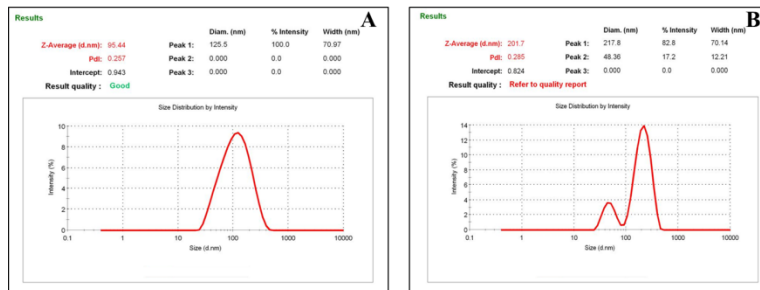 Results
A
Diam. (nm) % Intensity Width (nm)
Z-Average (d.nm): 95.44 Peak 1: 125.5 100.0 70.97
PdI: 0.257 Peak 2: 0.000 0.0 0.000
Intercept: 0.943 Peak 3: 0.000 0.0 0.000
Result quality : Good
Size Distribution by Intensity
10
8
6
4
2
0
Intensity (%)
0.1 1 10 100 1000 10000
Size (d.nm)
Results
B
Diam. (nm) % Intensity Width (nm)
Z-Average (d.nm): 201.7 Peak 1: 217.8 82.8 70.14
PdI: 0.285 Peak 2: 48.36 17.2 12.21
Intercept: 0.824 Peak 3: 0.000 0.0 0.000
Result quality : Refer to quality report
Size Distribution by Intensity
14
12
10
8
6
4
2
0
Intensity (%)
0.1 1 10 100 1000 10000
Size (d.nm)